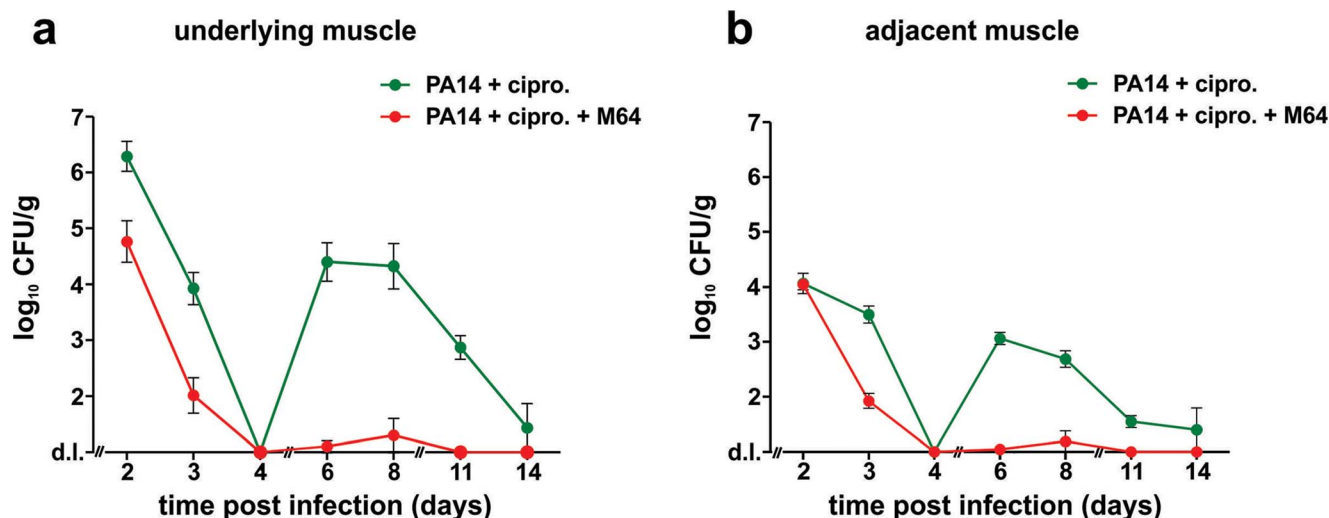 a underlying muscle
PA14 + cipro.
PA14 + cipro. + M64
7
6
5
4
3
2
d.l.
log₁₀ CFU/g
2 3 4 6 8 11 14
time post infection (days)
b adjacent muscle
PA14 + cipro.
PA14 + cipro. + M64
7
6
5
4
3
2
d.l.
log₁₀ CFU/g
2 3 4 6 8 11 14
time post infection (days)